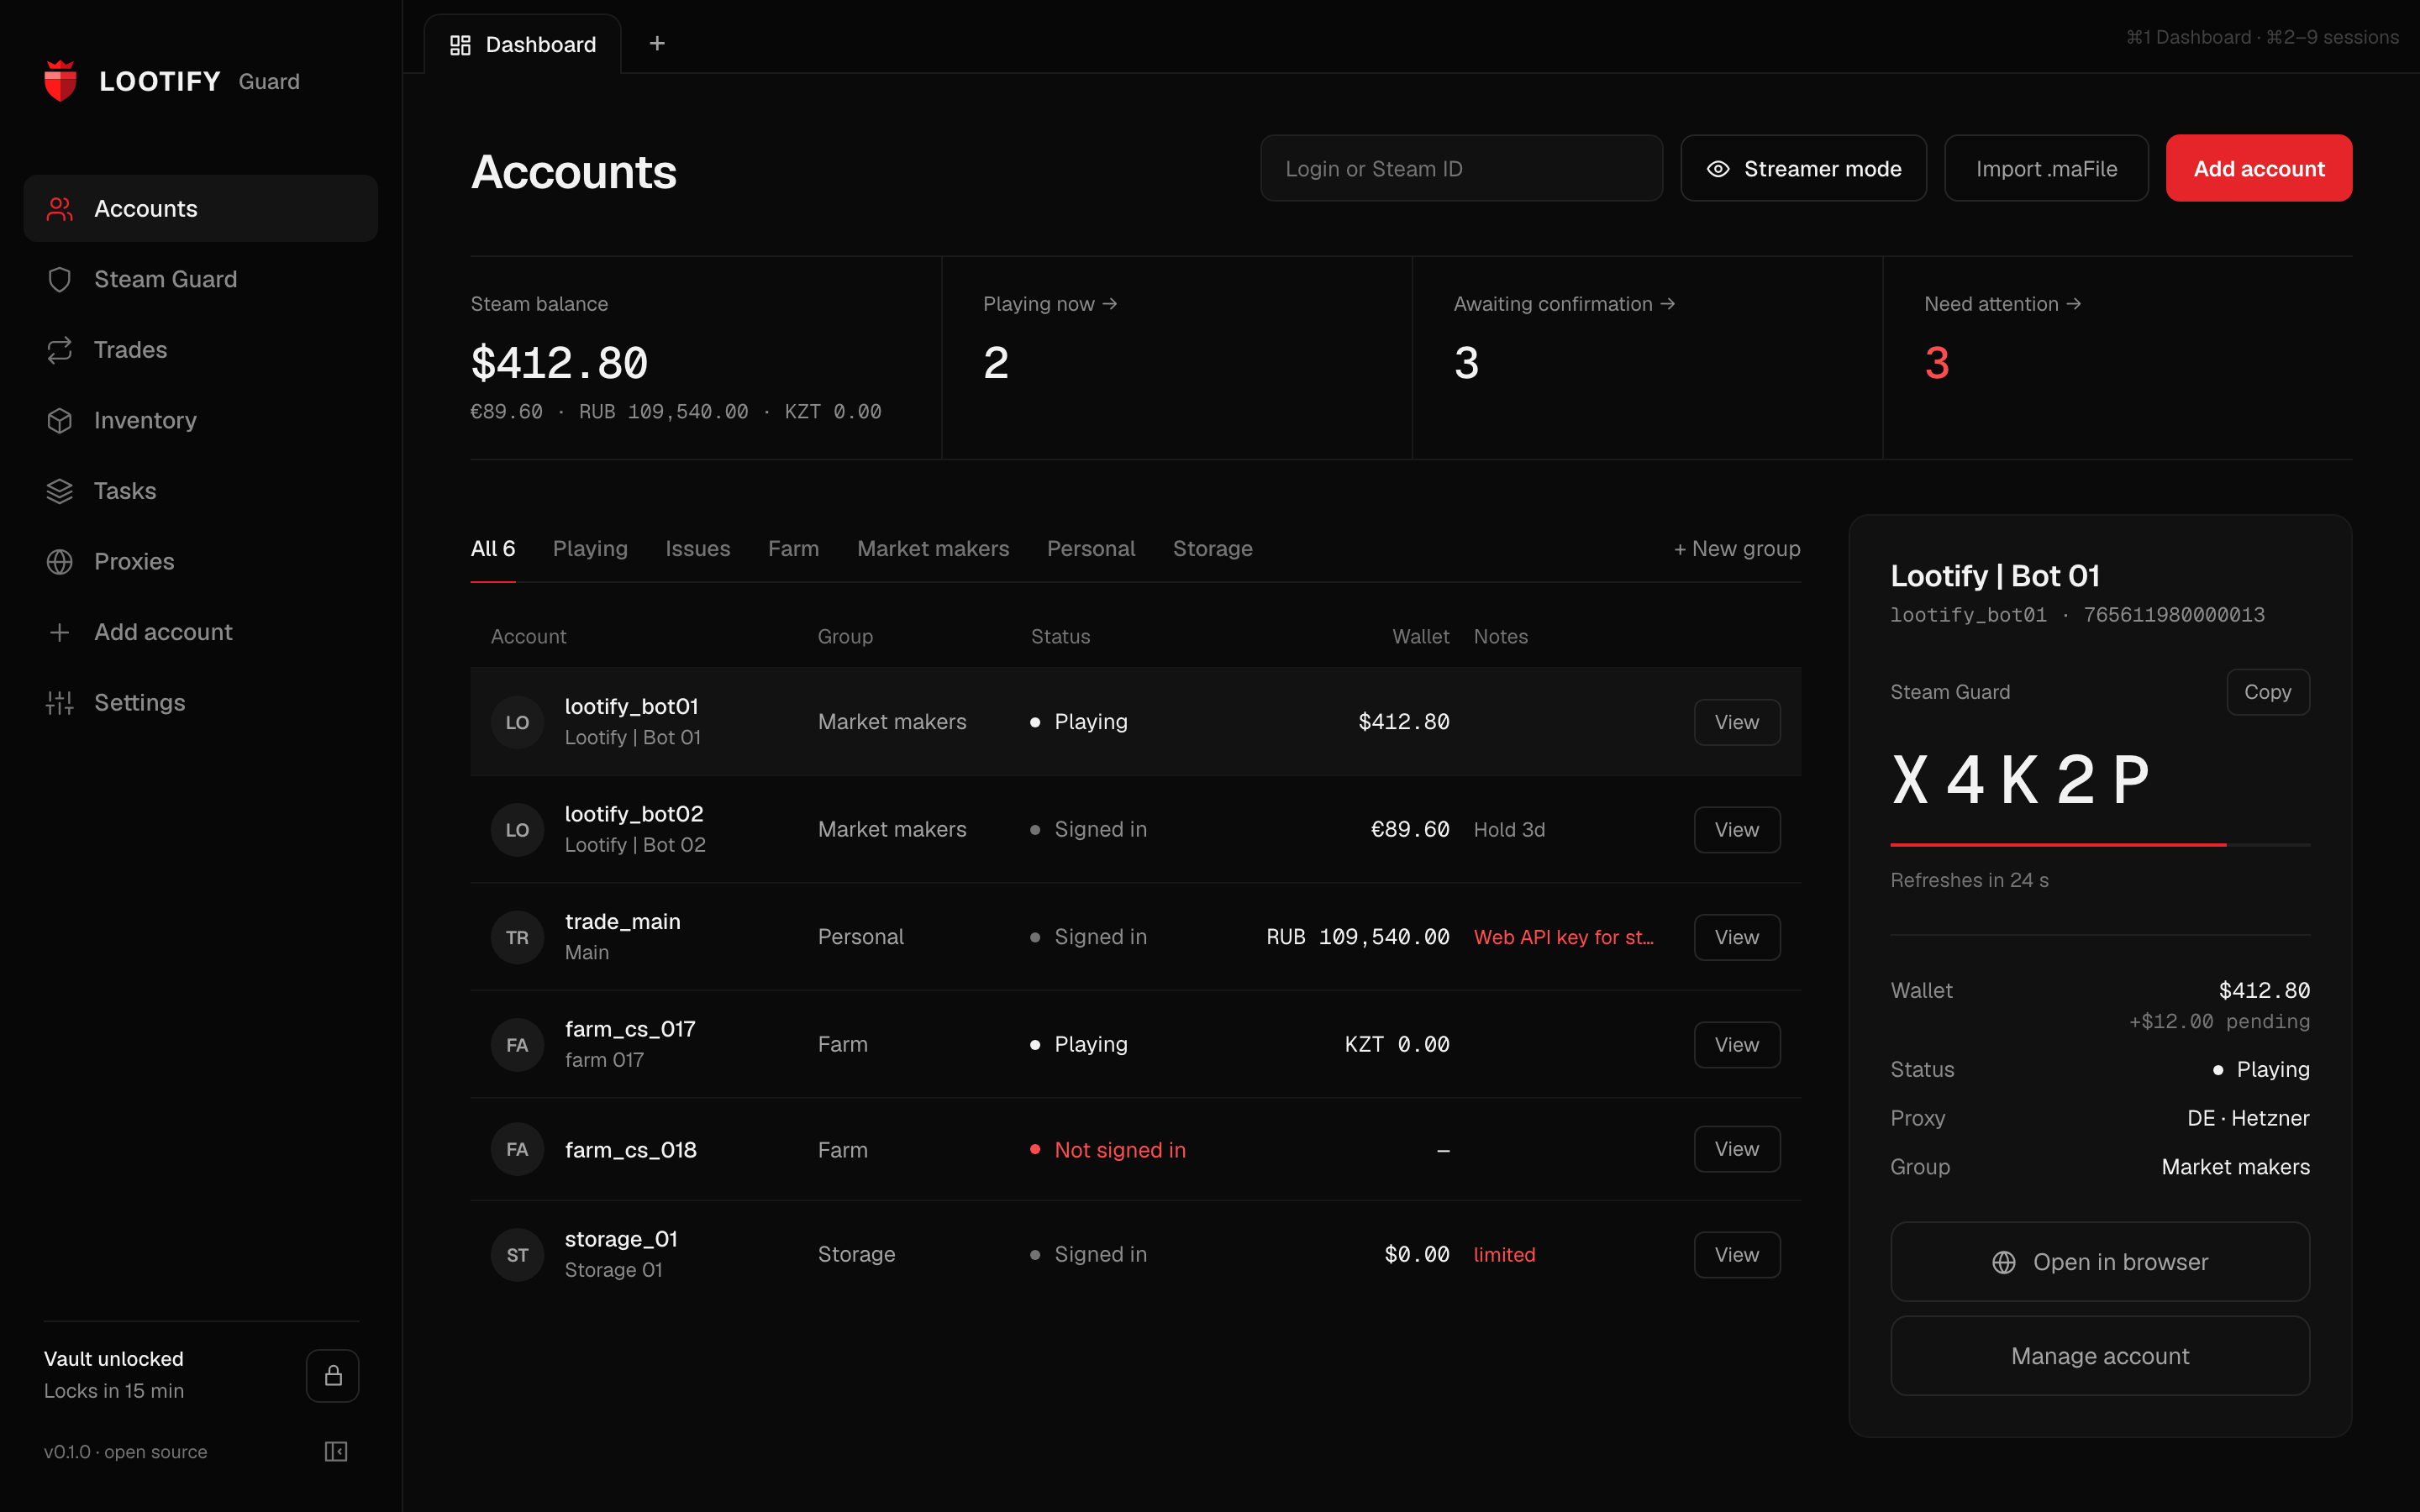 LOOTIFY Guard
Accounts
Steam Guard
Trades
Inventory
Tasks
Proxies
Add account
Settings
Vault unlocked
Locks in 15 min
v0.1.0 · open source
Dashboard
+
⌘1 Dashboard · ⌘2–9 sessions
Accounts
Login or Steam ID
Streamer mode
Import .maFile
Add account
Steam balance
$412.80
€89.60 · RUB 109,540.00 · KZT 0.00
Playing now →
2
Awaiting confirmation →
3
Need attention →
3
All 6 Playing Issues Farm Market makers Personal Storage + New group
Account Group Status Wallet Notes
LO lootify_bot01 Market makers Playing $412.80 View
Lootify | Bot 01
LO lootify_bot02 Market makers Signed in €89.60 Hold 3d View
Lootify | Bot 02
TR trade_main Personal Signed in RUB 109,540.00 Web API key for st... View
Main
FA farm_cs_017 Farm Playing KZT 0.00 View
farm 017
FA farm_cs_018 Farm Not signed in – View
ST storage_01 Storage Signed in $0.00 limited View
Storage 01
Lootify | Bot 01
lootify_bot01 · 765611980000013
Steam Guard Copy
X4K2P
Refreshes in 24 s
Wallet $412.80
+$12.00 pending
Status Playing
Proxy DE · Hetzner
Group Market makers
Open in browser
Manage account